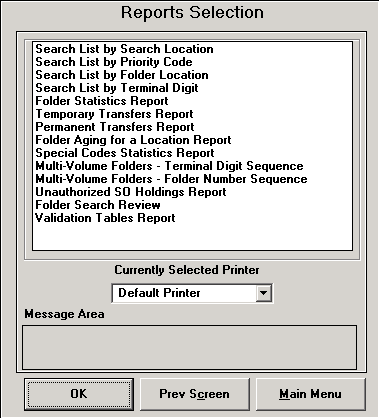 Reports Selection
Search List by Search Location
Search List by Priority Code
Search List by Folder Location
Search List by Terminal Digit
Folder Statistics Report
Temporary Transfers Report
Permanent Transfers Report
Folder Aging for a Location Report
Special Codes Statistics Report
Multi-Volume Folders - Terminal Digit Sequence
Multi-Volume Folders - Folder Number Sequence
Unauthorized SO Holdings Report
Folder Search Review
Validation Tables Report
Currently Selected Printer
Default Printer
Message Area
OK
Prev Screen
Main Menu